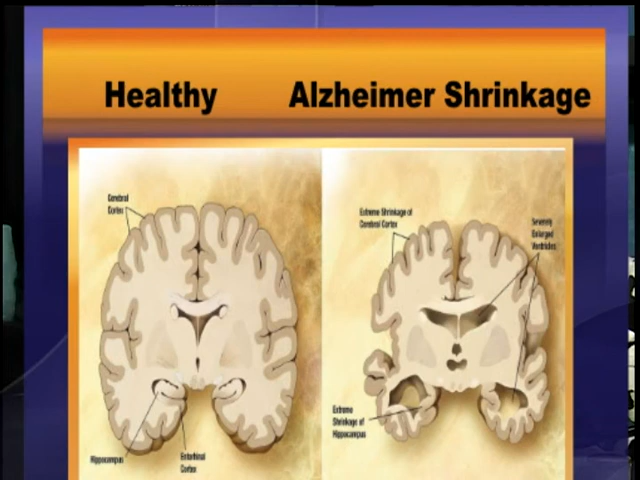 Healthy
Alzheimer Shrinkage
Cerebral
Cortex
Extreme Shrinkage of
Cerebral Cortex
Severely
Enlarged
Ventricles
Extreme
Shrinkage of
Hippocampus
Hippocampus
Entorhinal
Cortex